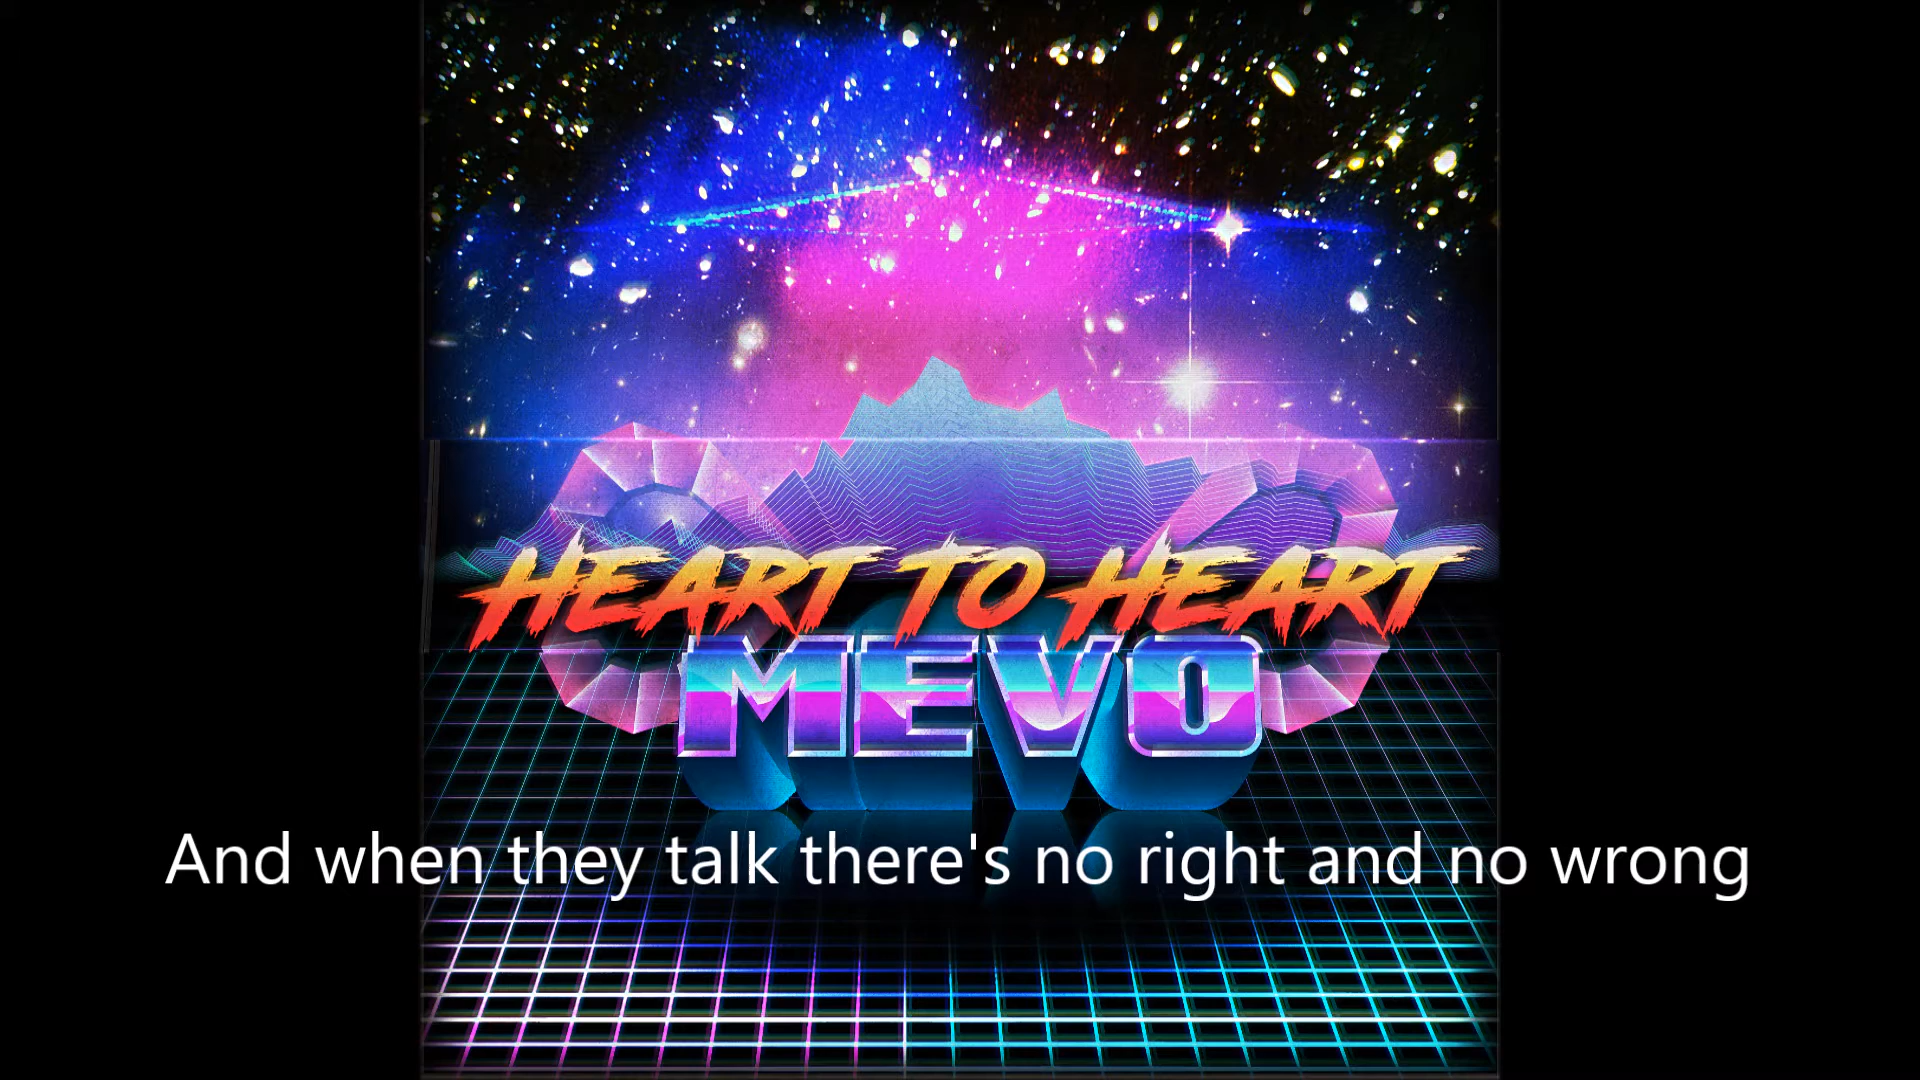 HEART TO HEART
MEVO
And when they talk there's no right and no wrong